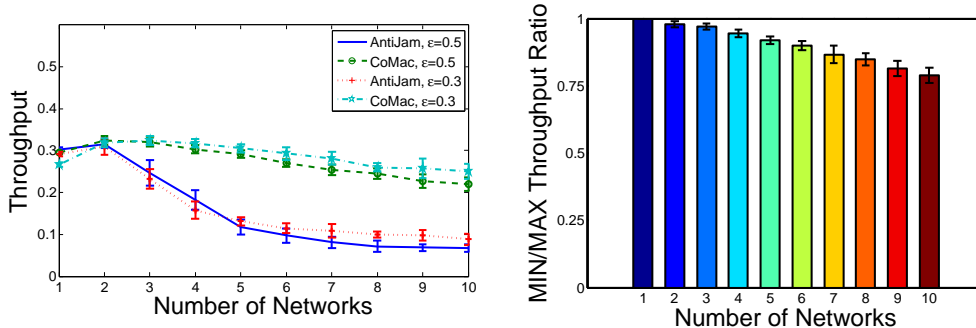 Throughput
0.5
0.4
0.3
0.2
0.1
0
AntiJam, ε=0.5
CoMac, ε=0.5
AntiJam, ε=0.3
CoMac, ε=0.3
1 2 3 4 5 6 7 8 9 10
Number of Networks
MIN/MAX Throughput Ratio
1
0.75
0.5
0.25
0
1 2 3 4 5 6 7 8 9 10
Number of Networks